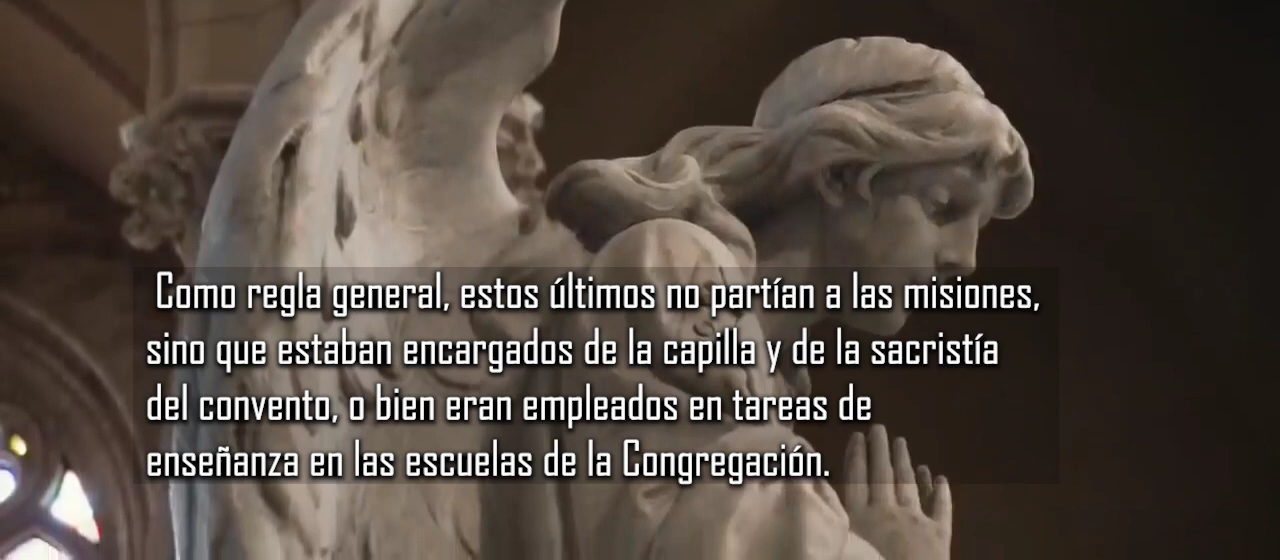 Como regla general, estos últimos no partían a las misiones,
sino que estaban encargados de la capilla y de la sacristía
del convento, o bien eran empleados en tareas de
enseñanza en las escuelas de la Congregación.